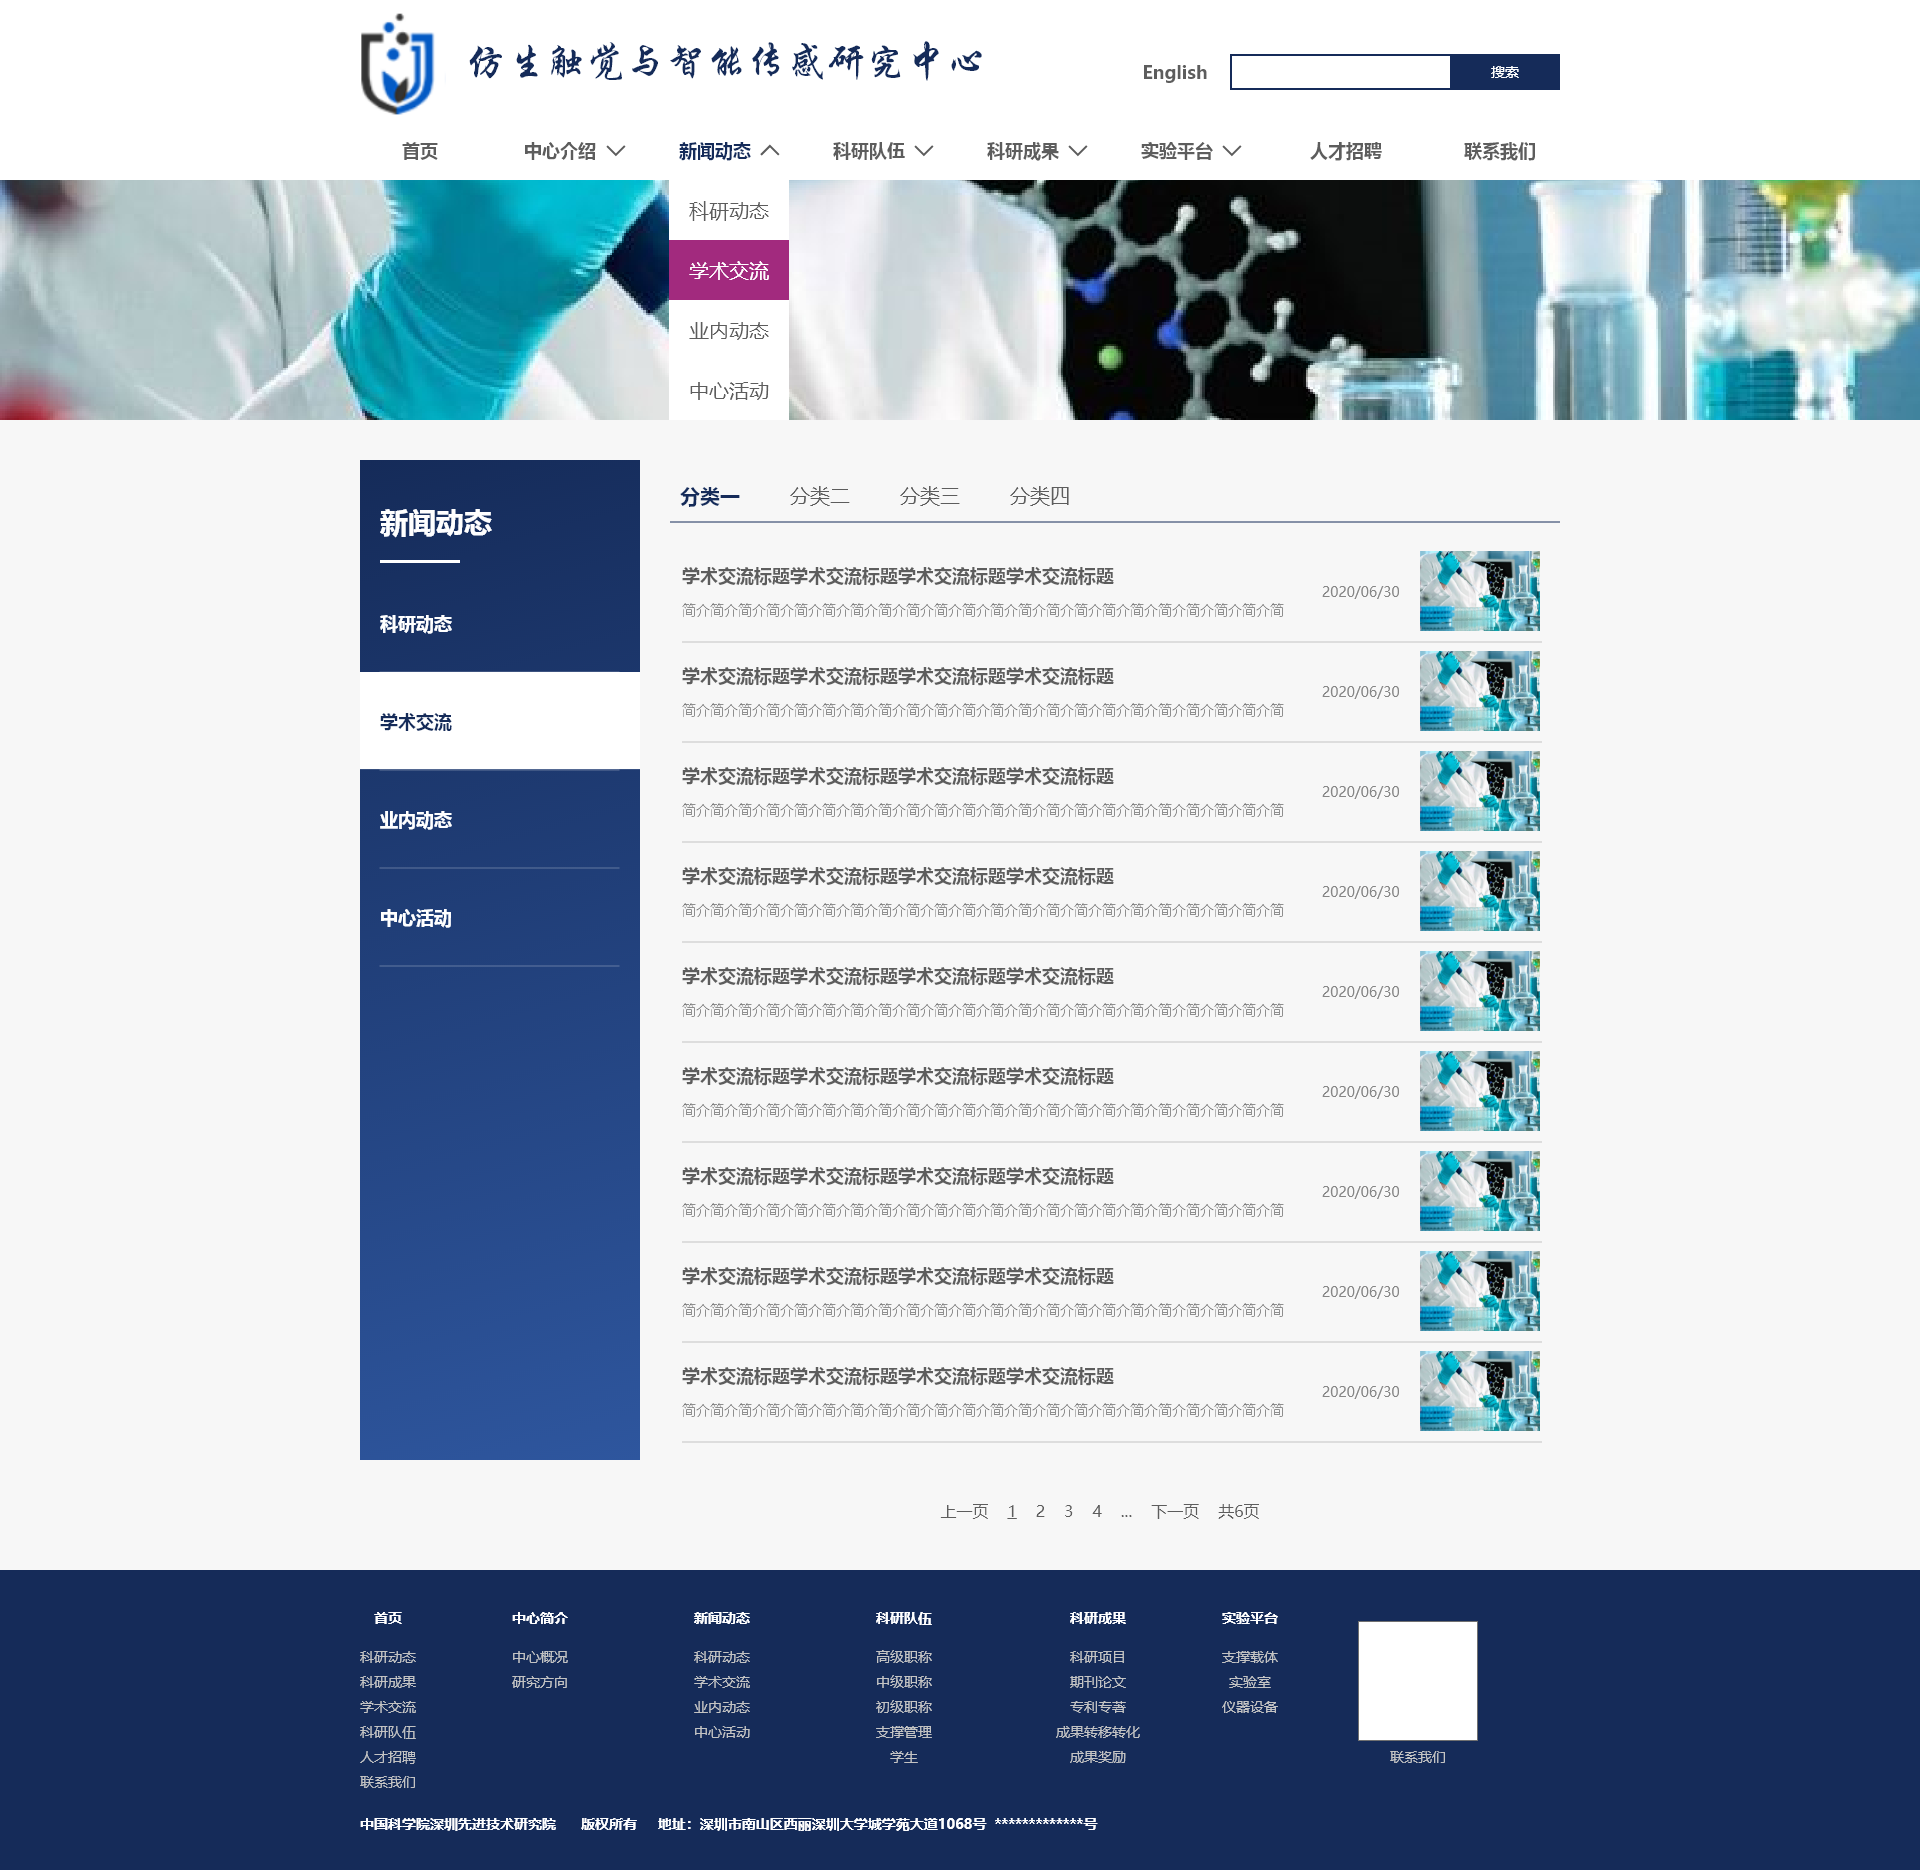 仿生触觉与智能传感研究中心
English 搜索
首页 中心介绍 新闻动态 科研队伍 科研成果 实验平台 人才招聘 联系我们
科研动态
学术交流
业内动态
中心活动
新闻动态
科研动态
学术交流
业内动态
中心活动
分类一 分类二 分类三 分类四
学术交流标题学术交流标题学术交流标题学术交流标题
简介简介简介简介简介简介简介简介简介简介简介简介简介简介简介简介简介简介简介简介简介简
2020/06/30
学术交流标题学术交流标题学术交流标题学术交流标题
简介简介简介简介简介简介简介简介简介简介简介简介简介简介简介简介简介简介简介简介简介简
2020/06/30
学术交流标题学术交流标题学术交流标题学术交流标题
简介简介简介简介简介简介简介简介简介简介简介简介简介简介简介简介简介简介简介简介简介简
2020/06/30
学术交流标题学术交流标题学术交流标题学术交流标题
简介简介简介简介简介简介简介简介简介简介简介简介简介简介简介简介简介简介简介简介简介简
2020/06/30
学术交流标题学术交流标题学术交流标题学术交流标题
简介简介简介简介简介简介简介简介简介简介简介简介简介简介简介简介简介简介简介简介简介简
2020/06/30
学术交流标题学术交流标题学术交流标题学术交流标题
简介简介简介简介简介简介简介简介简介简介简介简介简介简介简介简介简介简介简介简介简介简
2020/06/30
学术交流标题学术交流标题学术交流标题学术交流标题
简介简介简介简介简介简介简介简介简介简介简介简介简介简介简介简介简介简介简介简介简介简
2020/06/30
学术交流标题学术交流标题学术交流标题学术交流标题
简介简介简介简介简介简介简介简介简介简介简介简介简介简介简介简介简介简介简介简介简介简
2020/06/30
学术交流标题学术交流标题学术交流标题学术交流标题
简介简介简介简介简介简介简介简介简介简介简介简介简介简介简介简介简介简介简介简介简介简
2020/06/30
上一页 1 2 3 4 ... 下一页 共6页
首页
科研动态
科研成果
学术交流
科研队伍
人才招聘
联系我们
中心简介
中心概况
研究方向
新闻动态
科研动态
学术交流
业内动态
中心活动
科研队伍
高级职称
中级职称
初级职称
支撑管理
学生
科研成果
科研项目
期刊论文
专利专著
成果转移转化
成果奖励
实验平台
支撑载体
实验室
仪器设备
联系我们
中国科学院深圳先进技术研究院 版权所有 地址：深圳市南山区西丽深圳大学城学苑大道1068号 *************号